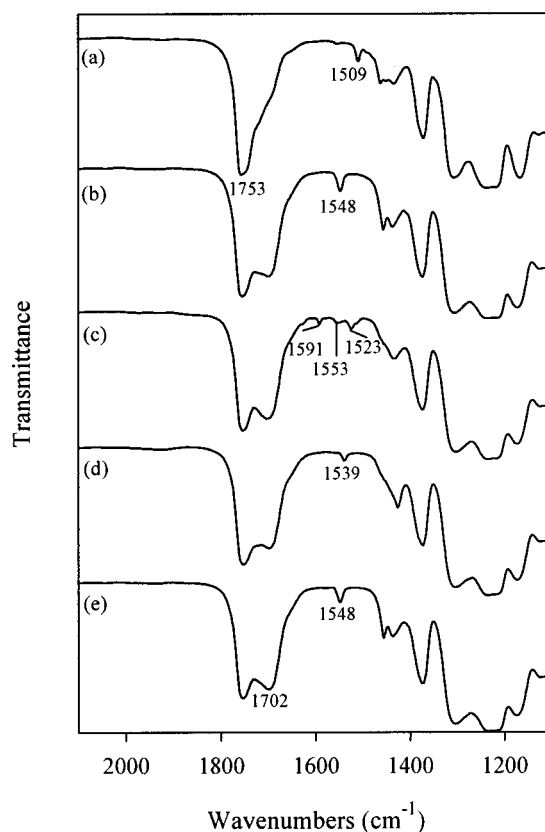 (a)
1509
1753
(b)
1548
(c)
1591
1523
1553
(d)
1539
(e)
1548
1702
Transmittance
2000 1800 1600 1400 1200
Wavenumbers (cm⁻¹)